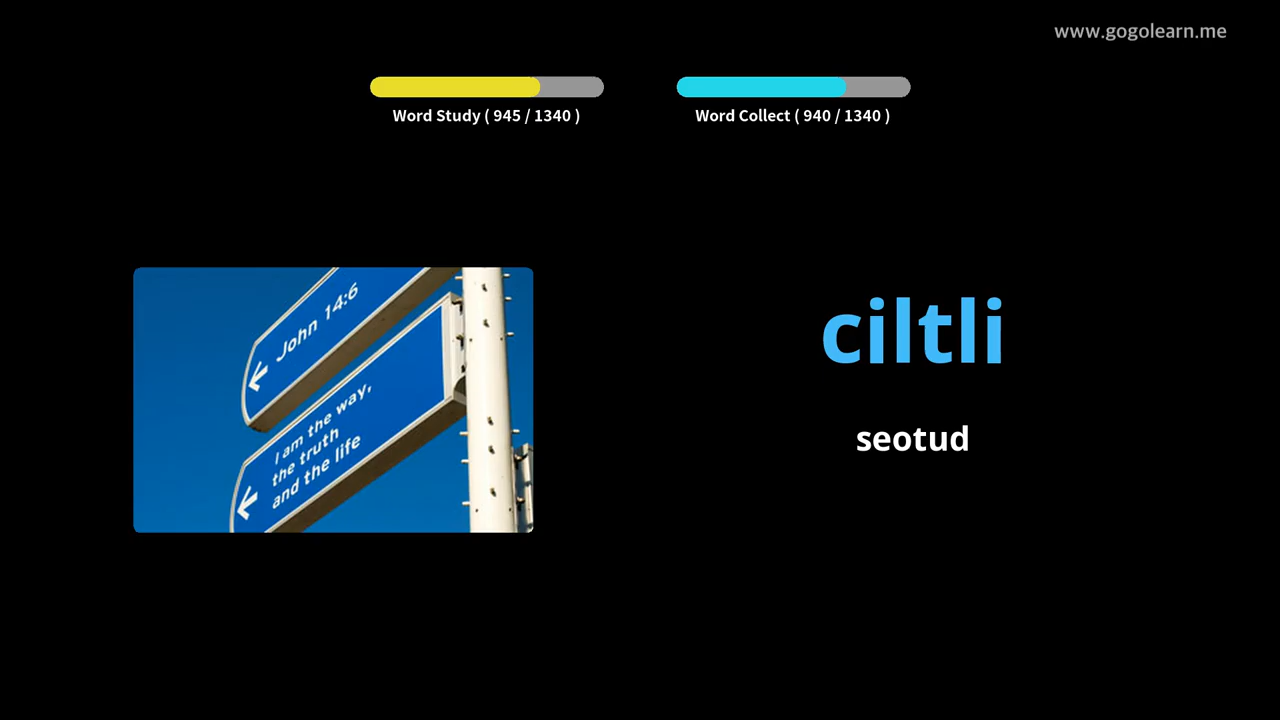 www.gogolearn.me
Word Study ( 945 / 1340 )
Word Collect ( 940 / 1340 )
John 14:6
I am the way,
the truth
and the life
ciltli
seotud